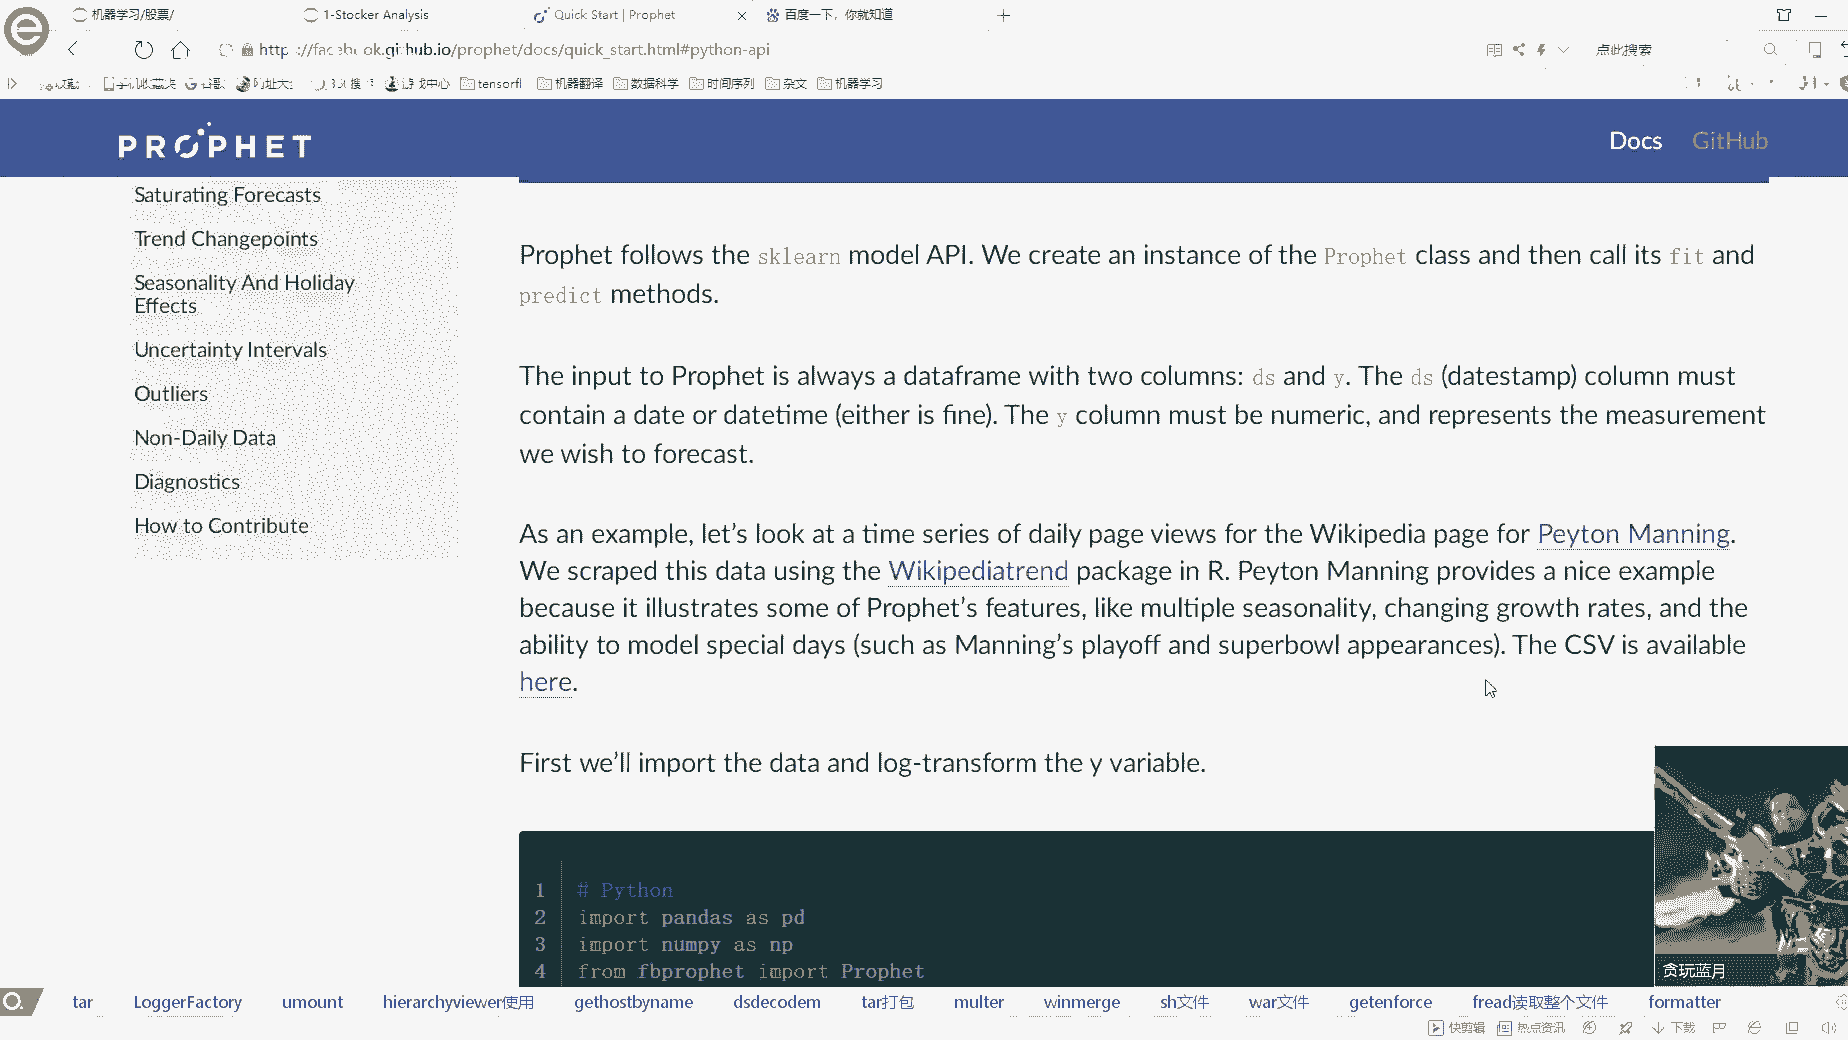 机器学习/股票/
1-Stocker Analysis
Quick Start | Prophet
百度一下，你就知道
/prophet/docs/quick_start.html#python-api
点此搜索
tensorfl
机器翻译
数据科学
时间序列
杂文
机器学习
PROPHET
Docs
GitHub
Saturating Forecasts
Trend Changepoints
Seasonality And Holiday
Effects
Uncertainty Intervals
Outliers
Non-Daily Data
Diagnostics
How to Contribute
Prophet follows the sklearn model API. We create an instance of the Prophet class and then call its fit and
predict methods.
The input to Prophet is always a dataframe with two columns: ds and y. The ds (datestamp) column must
contain a date or datetime (either is fine). The y column must be numeric, and represents the measurement
we wish to forecast.
As an example, let's look at a time series of daily page views for the Wikipedia page for Peyton Manning.
We scraped this data using the Wikipediatrend package in R. Peyton Manning provides a nice example
because it illustrates some of Prophet's features, like multiple seasonality, changing growth rates, and the
ability to model special days (such as Manning's playoff and superbowl appearances). The CSV is available
here.
First we'll import the data and log-transform the y variable.
1 # Python
2 import pandas as pd
3 import numpy as np
4 from fbprophet import Prophet
贪玩蓝月
tar
LoggerFactory
umount
hierarchyviewer使用
gethostbyname
dsdecodem
tar打包
multer
winmerge
sh文件
war文件
getenforce
fread读取整个文件
formatter
快剪辑
热点资讯
下载